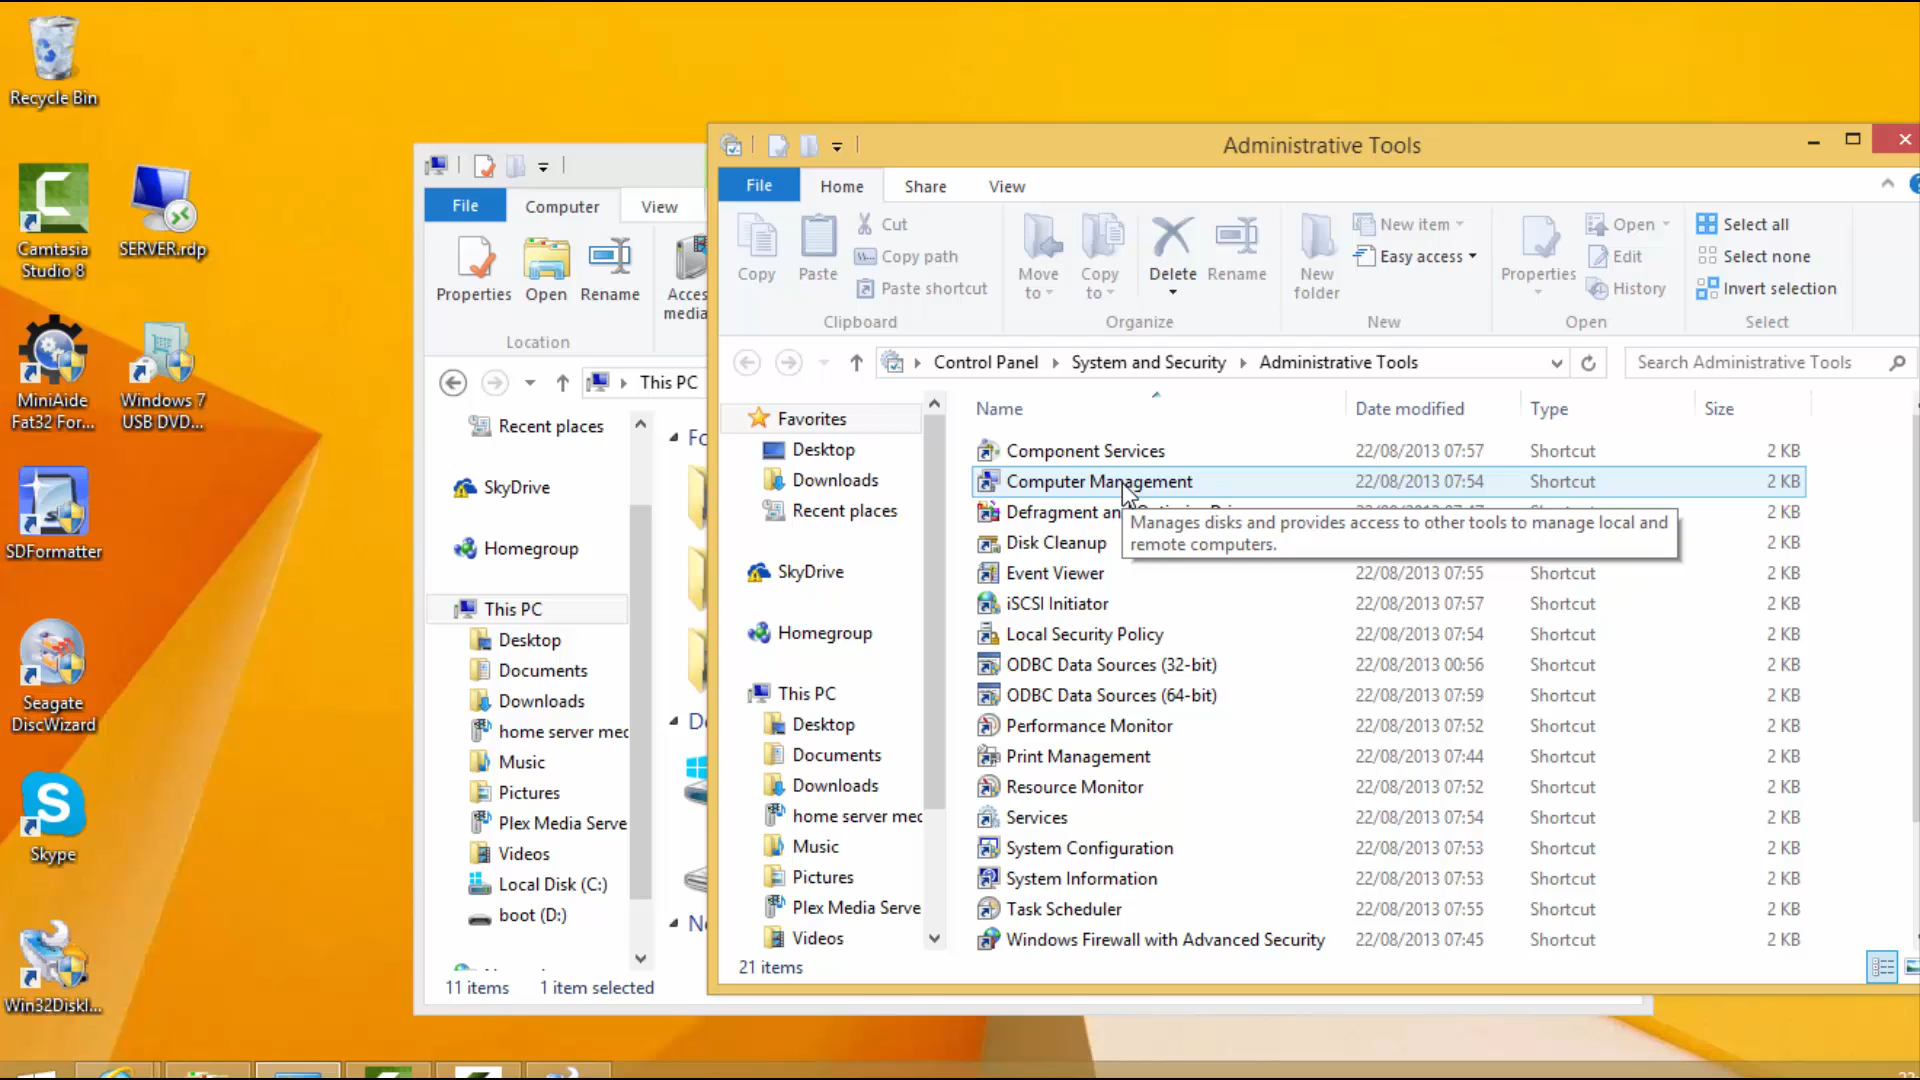 Recycle Bin
Camtasia
Studio 8
SERVER.rdp
MiniAide
Fat32 For...
Windows 7
USB DVD...
SDFormatter
Seagate
DiscWizard
Skype
Win32DiskI...
File
Computer
View
Properties
Open
Rename
Acces
media
Location
This PC
Recent places
SkyDrive
Homegroup
This PC
Desktop
Documents
Downloads
home server med
Music
Pictures
Plex Media Serve
Videos
Local Disk (C:)
boot (D:)
Fo
De
Ne
11 items
1 item selected
Administrative Tools
File
Home
Share
View
Copy
Paste
Cut
Copy path
Paste shortcut
Clipboard
Move
to
Copy
to
Delete
Rename
Organize
New
folder
New item
Easy access
New
Properties
Open
Edit
History
Open
Select all
Select none
Invert selection
Select
Control Panel
System and Security
Administrative Tools
Search Administrative Tools
Favorites
Desktop
Downloads
Recent places
SkyDrive
Homegroup
This PC
Desktop
Documents
Downloads
home server mec
Music
Pictures
Plex Media Serve
Videos
Name Date modified Type Size
Component Services 22/08/2013 07:57 Shortcut 2 KB
Computer Management 22/08/2013 07:54 Shortcut 2 KB
Defragment an 2 KB
Manages disks and provides access to other tools to manage local and
remote computers.
Disk Cleanup 2 KB
Event Viewer 22/08/2013 07:55 Shortcut 2 KB
iSCSI Initiator 22/08/2013 07:57 Shortcut 2 KB
Local Security Policy 22/08/2013 07:54 Shortcut 2 KB
ODBC Data Sources (32-bit) 22/08/2013 00:56 Shortcut 2 KB
ODBC Data Sources (64-bit) 22/08/2013 07:59 Shortcut 2 KB
Performance Monitor 22/08/2013 07:52 Shortcut 2 KB
Print Management 22/08/2013 07:44 Shortcut 2 KB
Resource Monitor 22/08/2013 07:52 Shortcut 2 KB
Services 22/08/2013 07:54 Shortcut 2 KB
System Configuration 22/08/2013 07:53 Shortcut 2 KB
System Information 22/08/2013 07:53 Shortcut 2 KB
Task Scheduler 22/08/2013 07:55 Shortcut 2 KB
Windows Firewall with Advanced Security 22/08/2013 07:45 Shortcut 2 KB
21 items